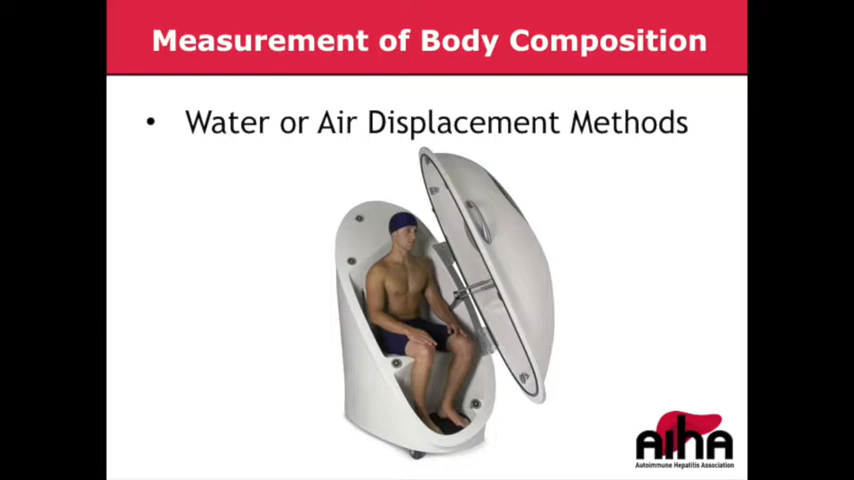 Measurement of Body Composition
• Water or Air Displacement Methods
AIHA
Autoimmune Hepatitis Association